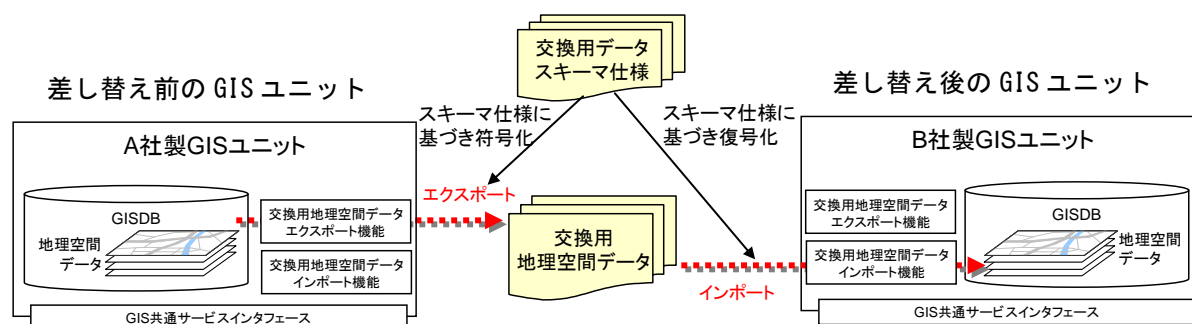 交換用データ
スキーマ仕様
差し替え前の GIS ユニット
差し替え後の GIS ユニット
スキーマ仕様に
基づき符号化
スキーマ仕様に
基づき復号化
A社製GISユニット
GISDB
地理空間
データ
交換用地理空間データ
エクスポート機能
交換用地理空間データ
インポート機能
GIS共通サービスインタフェース
エクスポート
交換用
地理空間データ
インポート
B社製GISユニット
交換用地理空間データ
エクスポート機能
交換用地理空間データ
インポート機能
GISDB
地理空間
データ
GIS共通サービスインタフェース